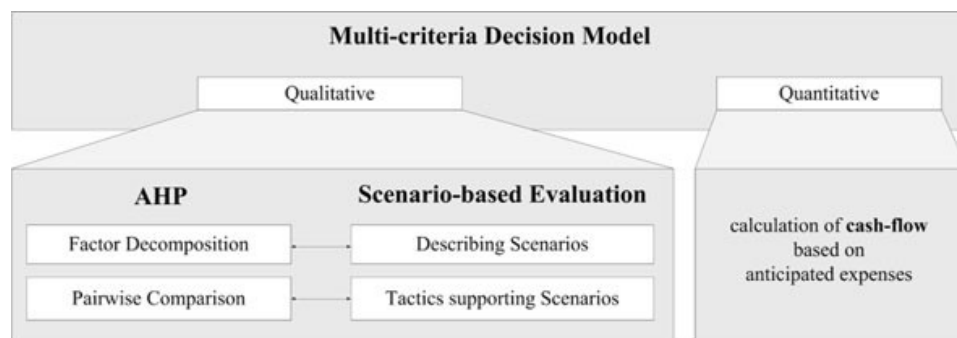 Multi-criteria Decision Model
Qualitative
Quantitative
AHP
Scenario-based Evaluation
Factor Decomposition
Describing Scenarios
Pairwise Comparison
Tactics supporting Scenarios
calculation of cash-flow
based on
anticipated expenses